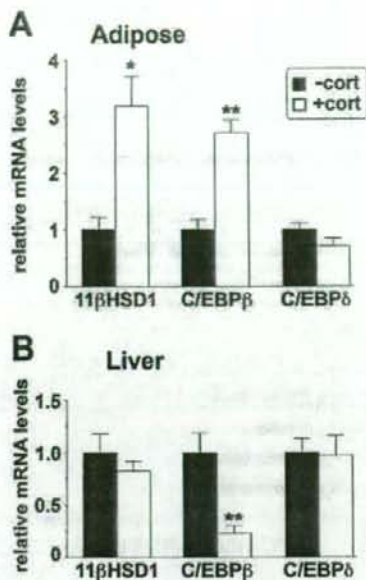 A Adipose
relative mRNA levels
4
3
2
1
0
*
**
-cort
+cort
11βHSD1 C/EBPβ C/EBPδ
B Liver
relative mRNA levels
1.5
1.0
0.5
0
**
11βHSD1 C/EBPβ C/EBPδ